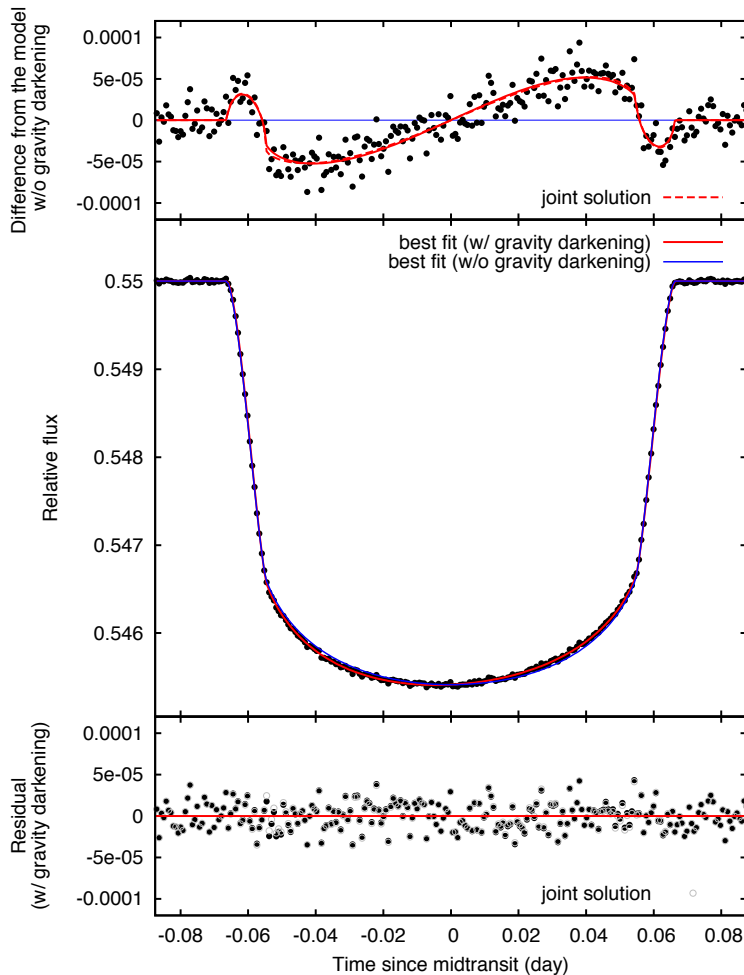 Difference from the model
w/o gravity darkening
0.0001
5e-05
0
-5e-05
-0.0001
joint solution
Relative flux
best fit (w/ gravity darkening)
best fit (w/o gravity darkening)
0.55
0.549
0.548
0.547
0.546
Residual
(w/ gravity darkening)
0.0001
5e-05
0
-5e-05
-0.0001
joint solution
-0.08 -0.06 -0.04 -0.02 0 0.02 0.04 0.06 0.08
Time since midtransit (day)